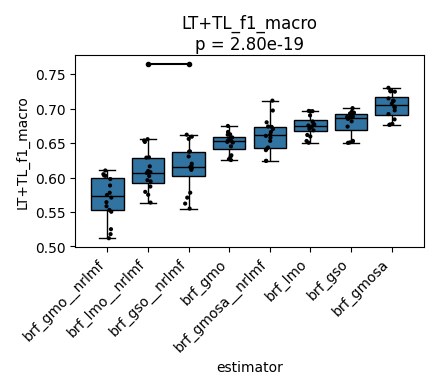 LT+TL_f1_macro
p = 2.80e-19
LT+TL_f1_macro
0.75
0.70
0.65
0.60
0.55
0.50
brf_gmo__nrlmf
brf_lmo__nrlmf
brf_gso__nrlmf
brf_gmo
brf_gmosa__nrlmf
brf_lmo
brf_gso
brf_gmosa
estimator